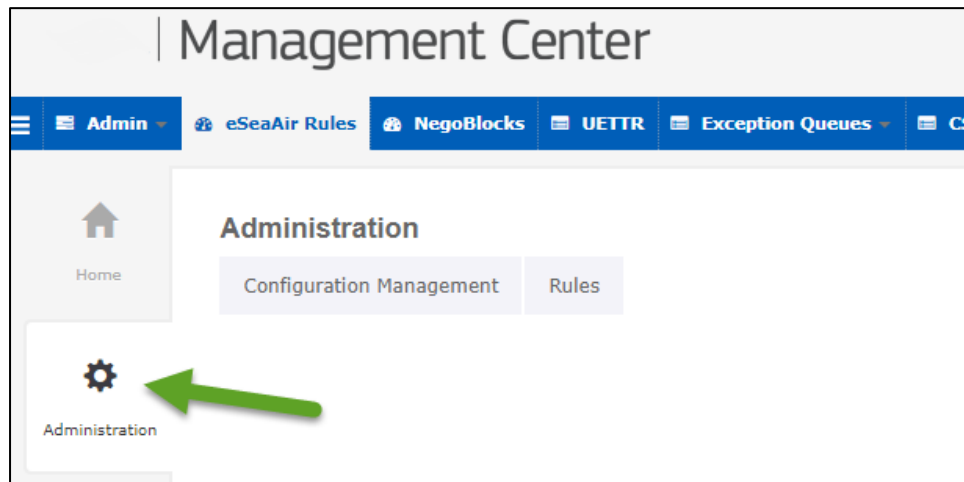 Management Center
Admin eSeaAir Rules NegoBlocks UETTR Exception Queues
Home
Administration
Configuration Management Rules
Administration